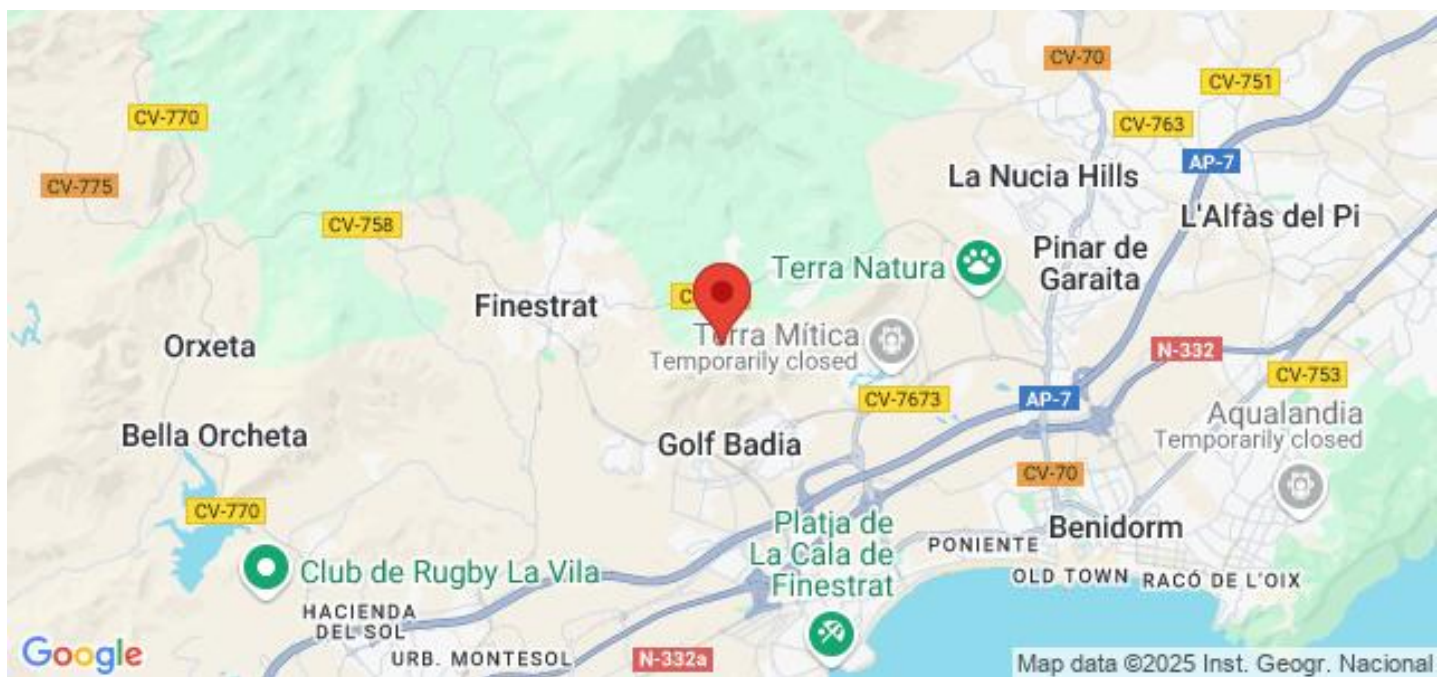 CV-70
CV-751
CV-770
CV-763
AP-7
La Nucia Hills
CV-775
L'Alfàs del Pi
CV-758
Pinar de
Garaita
Terra Natura
Finestrat
Terra Mítica
Temporarily closed
Orxeta
N-332
CV-753
CV-7673
AP-7
Aqualandia
Temporarily closed
Bella Orcheta
Golf Badia
CV-70
CV-770
Platja de
La Cala de
Finestrat
PONIENTE
Benidorm
Club de Rugby La Vila
OLD TOWN
RACÓ DE L'OIX
HACIENDA
DEL SOL
URB. MONTESOL
N-332a
Google
Map data ©2025 Inst. Geogr. Nacional